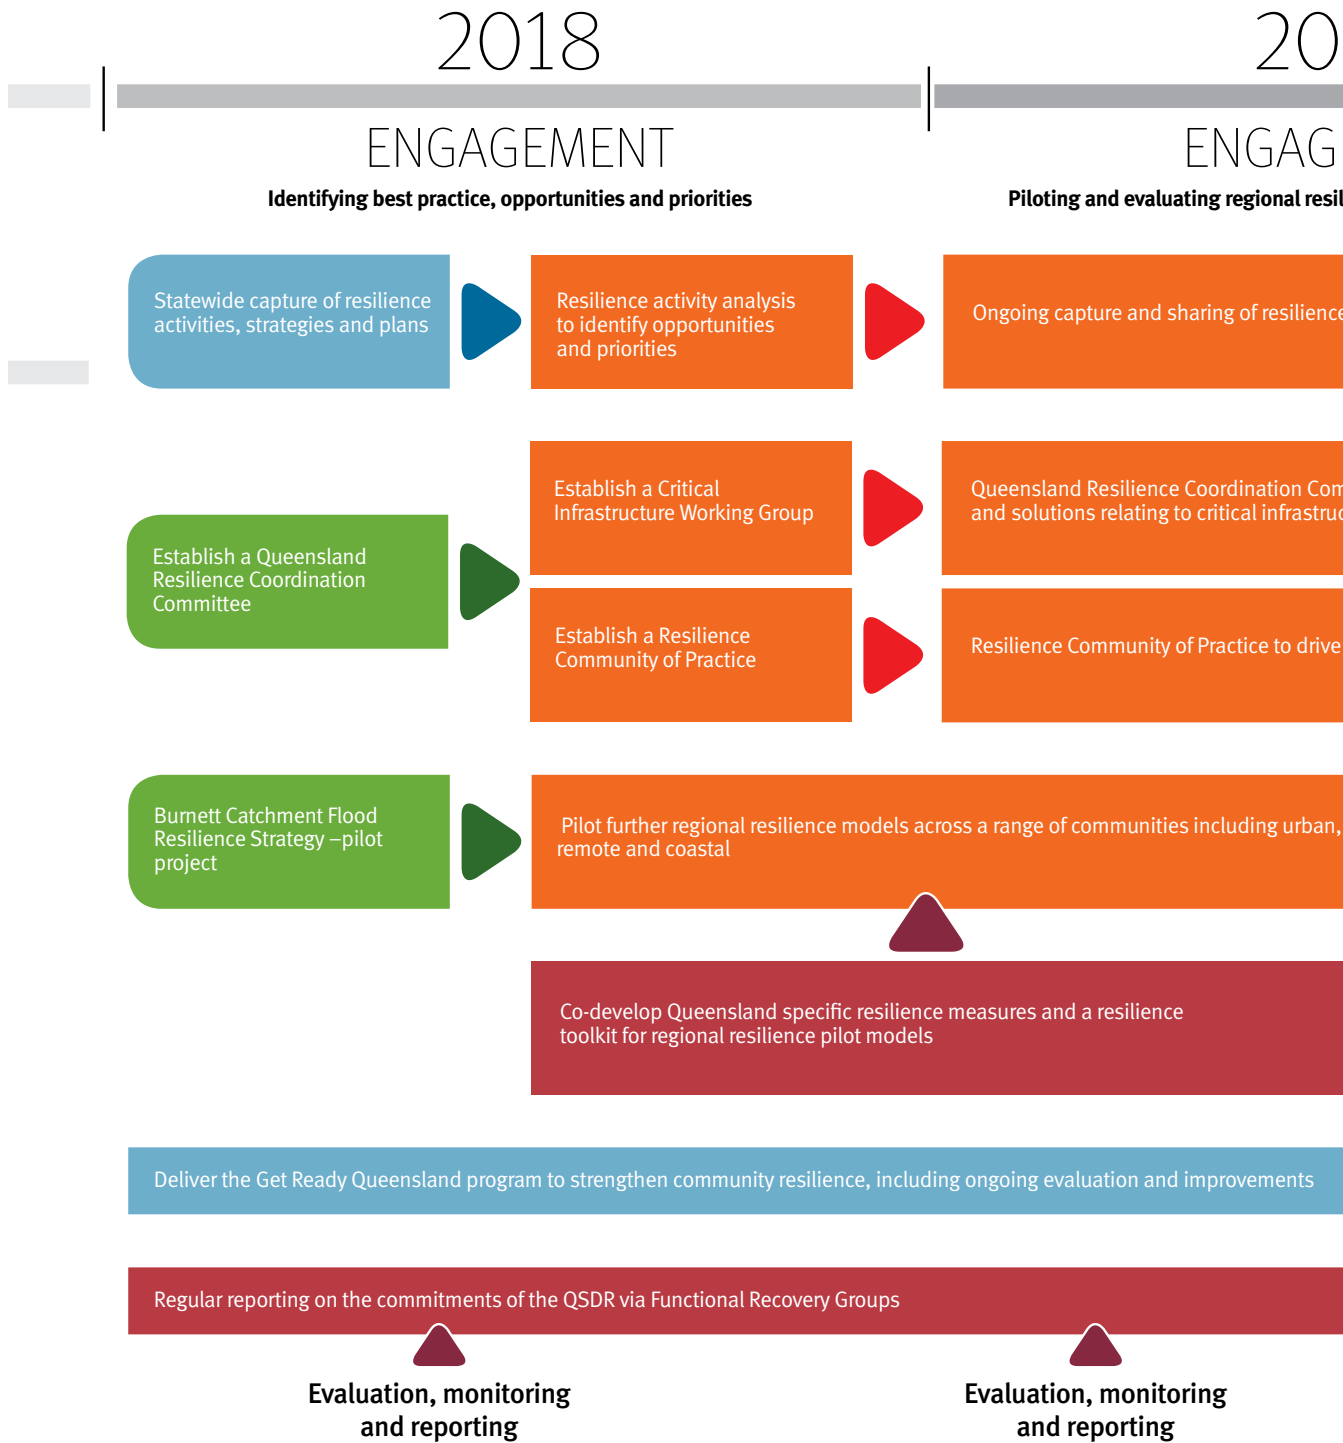 2018
20
ENGAGEMENT
ENGAG
Identifying best practice, opportunities and priorities
Piloting and evaluating regional resil
Statewide capture of resilience
activities, strategies and plans
Resilience activity analysis
to identify opportunities
and priorities
Ongoing capture and sharing of resilience
Establish a Queensland
Resilience Coordination
Committee
Establish a Critical
Infrastructure Working Group
Queensland Resilience Coordination Com
and solutions relating to critical infrastruc
Establish a Resilience
Community of Practice
Resilience Community of Practice to drive
Burnett Catchment Flood
Resilience Strategy –pilot
project
Pilot further regional resilience models across a range of communities including urban,
remote and coastal
Co-develop Queensland specific resilience measures and a resilience
toolkit for regional resilience pilot models
Deliver the Get Ready Queensland program to strengthen community resilience, including ongoing evaluation and improvements
Regular reporting on the commitments of the QSDR via Functional Recovery Groups
Evaluation, monitoring
and reporting
Evaluation, monitoring
and reporting